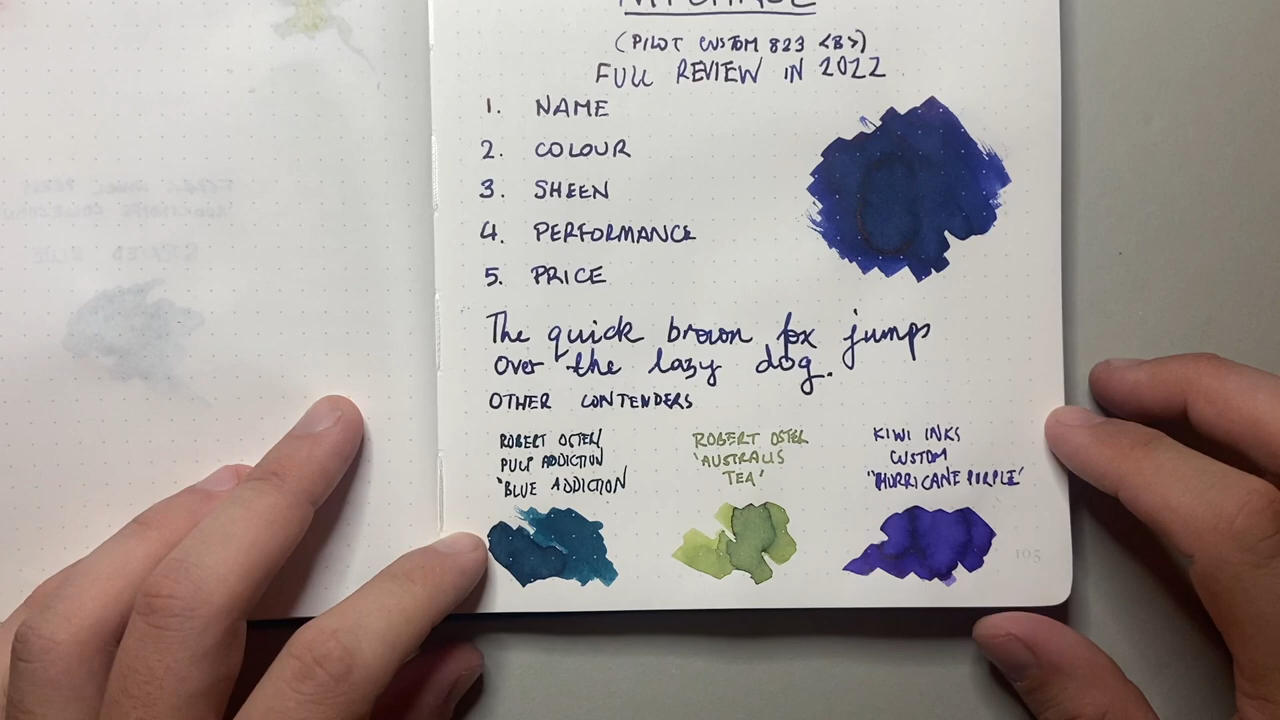 (PILOT CUSTOM 823 <B>)
FULL REVIEW IN 2022
1. NAME
2. COLOUR
3. SHEEN
4. PERFORMANCE
5. PRICE
The quick brown fox jumps
over the lazy dog.
OTHER CONTENDERS
ROBERT OSTER/
PULP ADDICTION
'BLUE ADDICTION
ROBERT OSTER
'AUSTRALIS
TEA'
KIWI INKS
CUSTOM
"HURRICANE PURPLE'
105